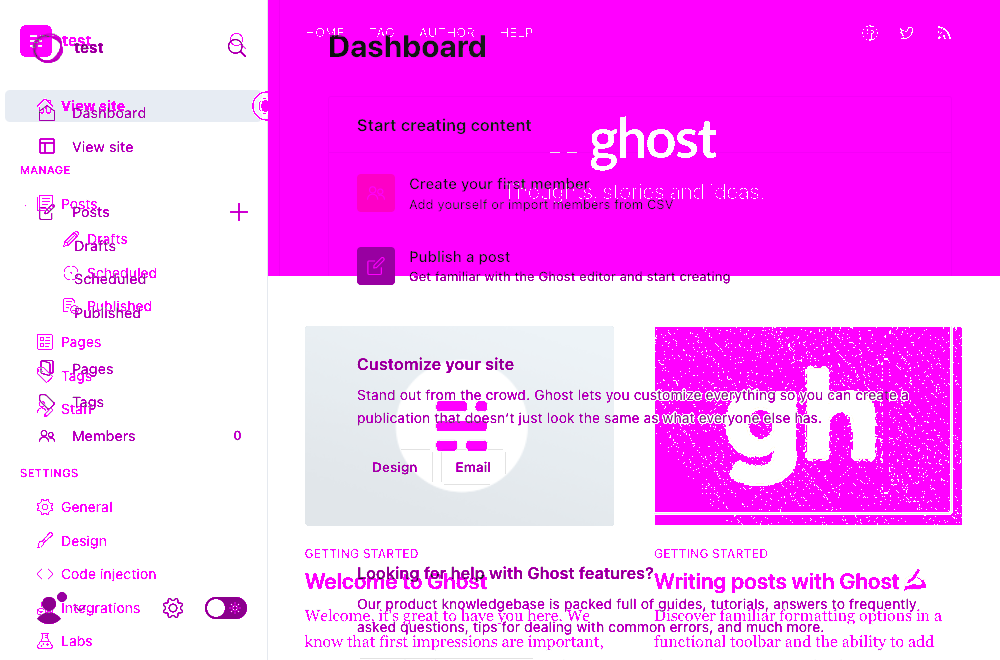 test
test
View site
Dashboard
View site
MANAGE
Posts
Posts
Drafts
Drafts
Scheduled
Scheduled
Published
Published
Pages
Pages
Tags
Tags
Staff
Members 0
SETTINGS
General
Design
Code injection
Integrations
Labs
HOME TAG AUTHOR HELP
Dashboard
Start creating content
ghost
Create your first member
Thoughts, stories and ideas.
Add yourself or import members from CSV
Publish a post
Get familiar with the Ghost editor and start creating
Customize your site
Stand out from the crowd. Ghost lets you customize everything so you can create a
publication that doesn’t just look the same as what everyone else has.
gh
Design Email
GETTING STARTED
Welcome to Ghost
Looking for help with Ghost features?
Welcome, it's great to have you here. We
know that first impressions are important,
GETTING STARTED
Writing posts with Ghost ✍️
Our product knowledgebase is packed full of guides, tutorials, answers to frequently
asked questions, tips for dealing with common errors, and much more.
Discover familiar formatting options in a
functional toolbar and the ability to add